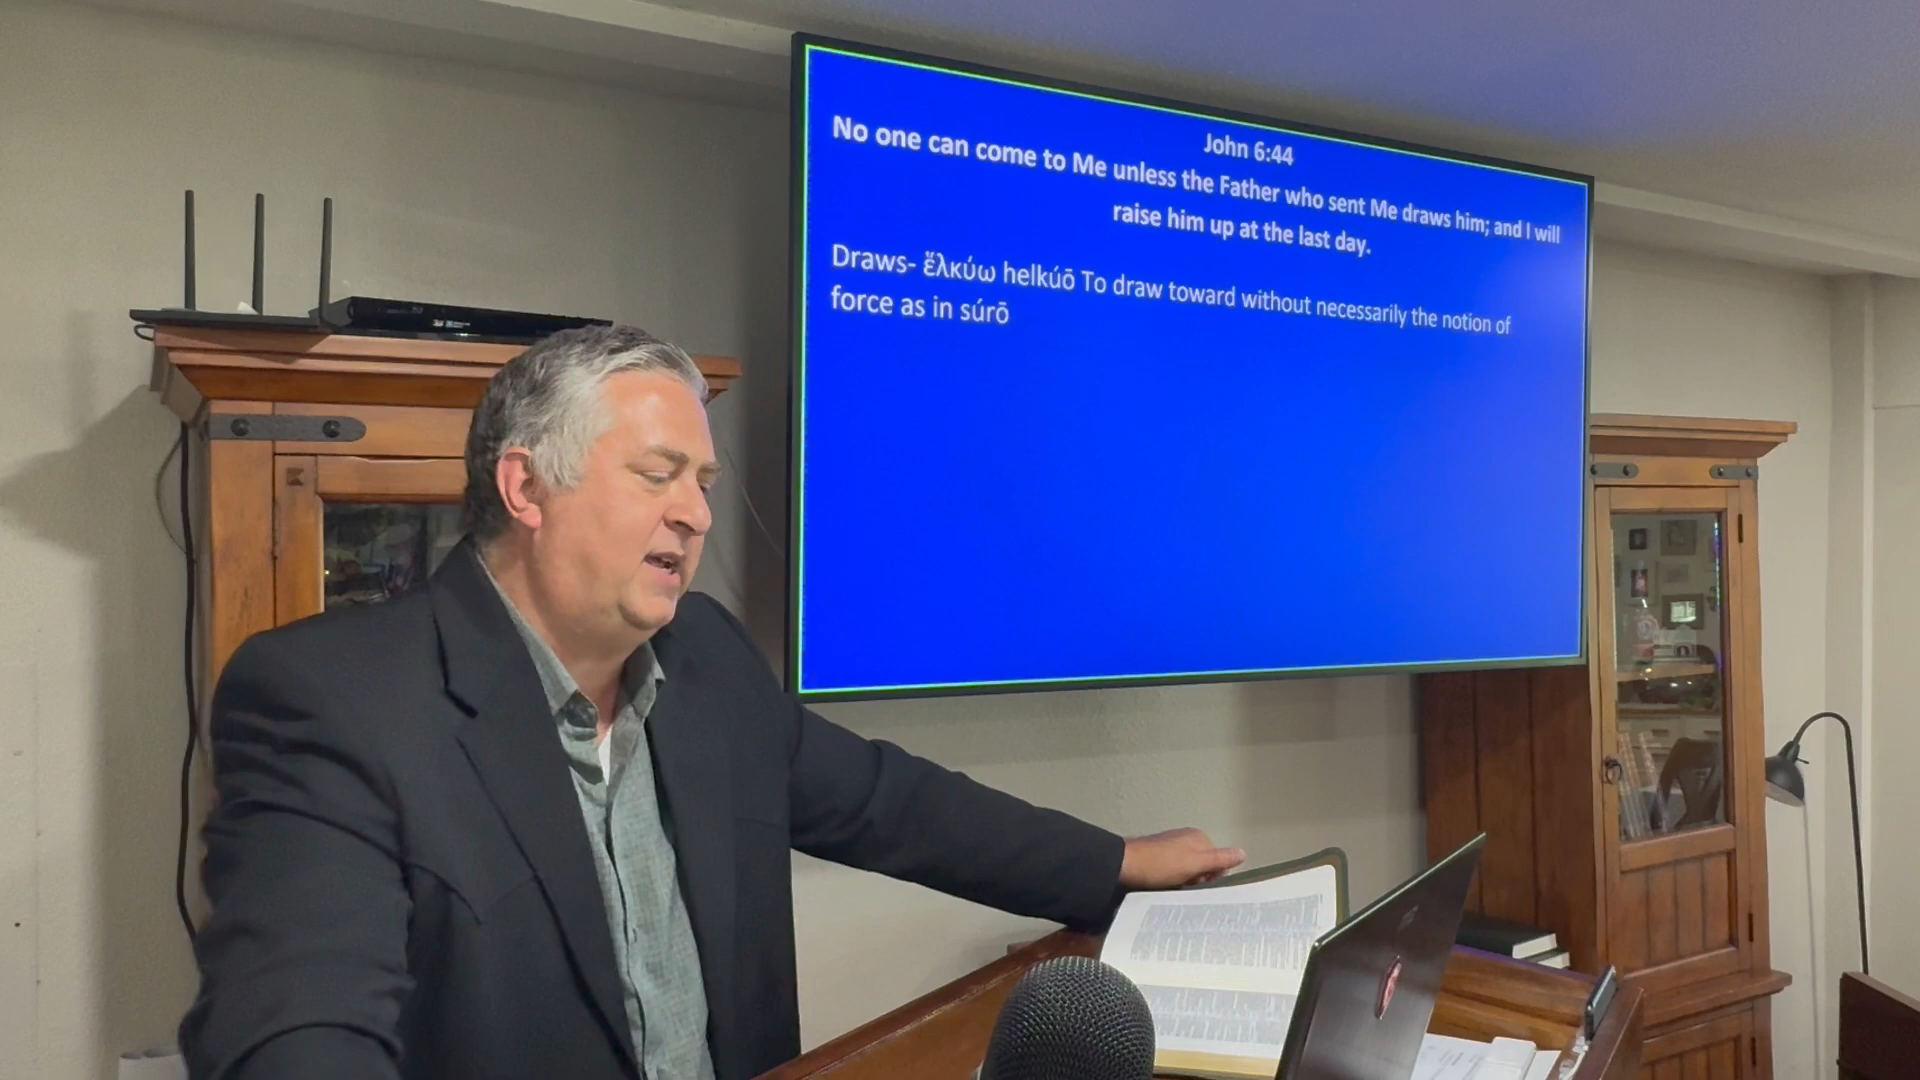 John 6:44
No one can come to Me unless the Father who sent Me draws him; and I will
raise him up at the last day.
Draws- ἕλκύω helkúō To draw toward without necessarily the notion of
force as in súrō